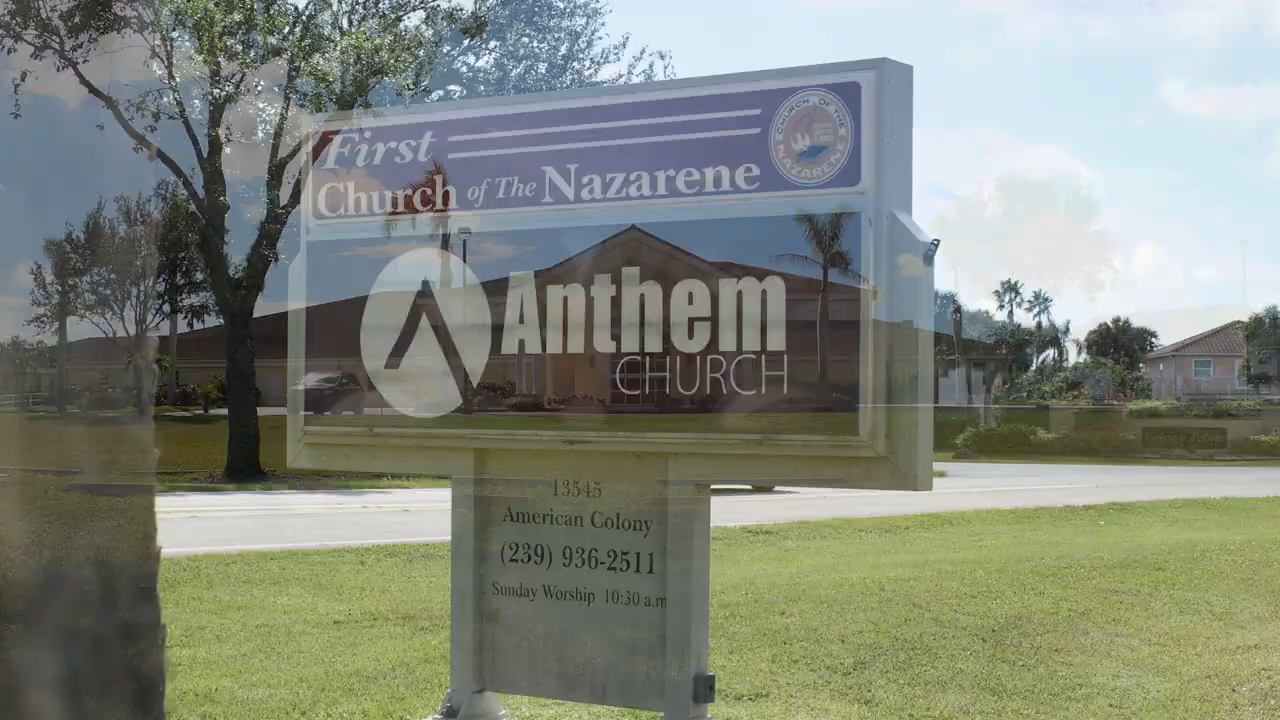 First
Church of The Nazarene
CHURCH OF THE
NAZARENE
Anthem
CHURCH
13545
American Colony
(239) 936-2511
Sunday Worship 10:30 a.m